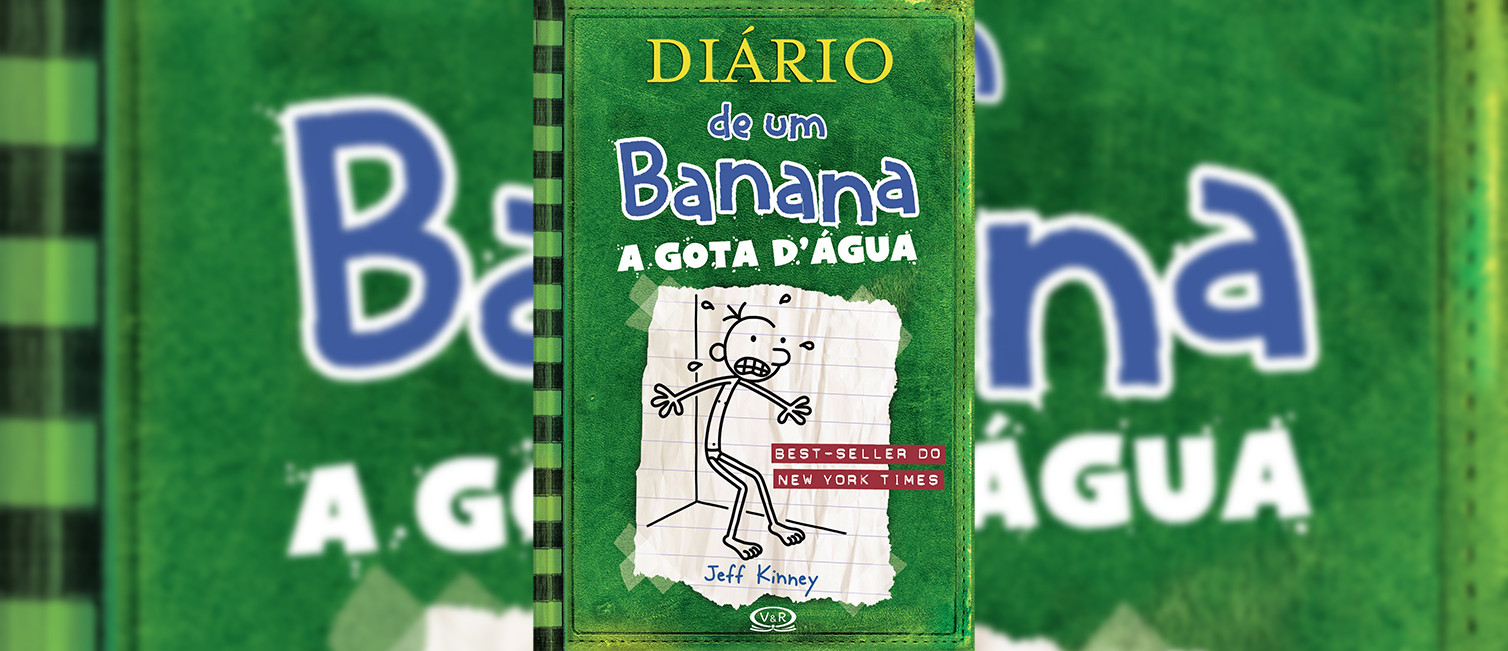 DIÁRIO
de um
Banana
A GOTA D'ÁGUA
BEST-SELLER DO
NEW YORK TIMES
Jeff Kinney
V&R